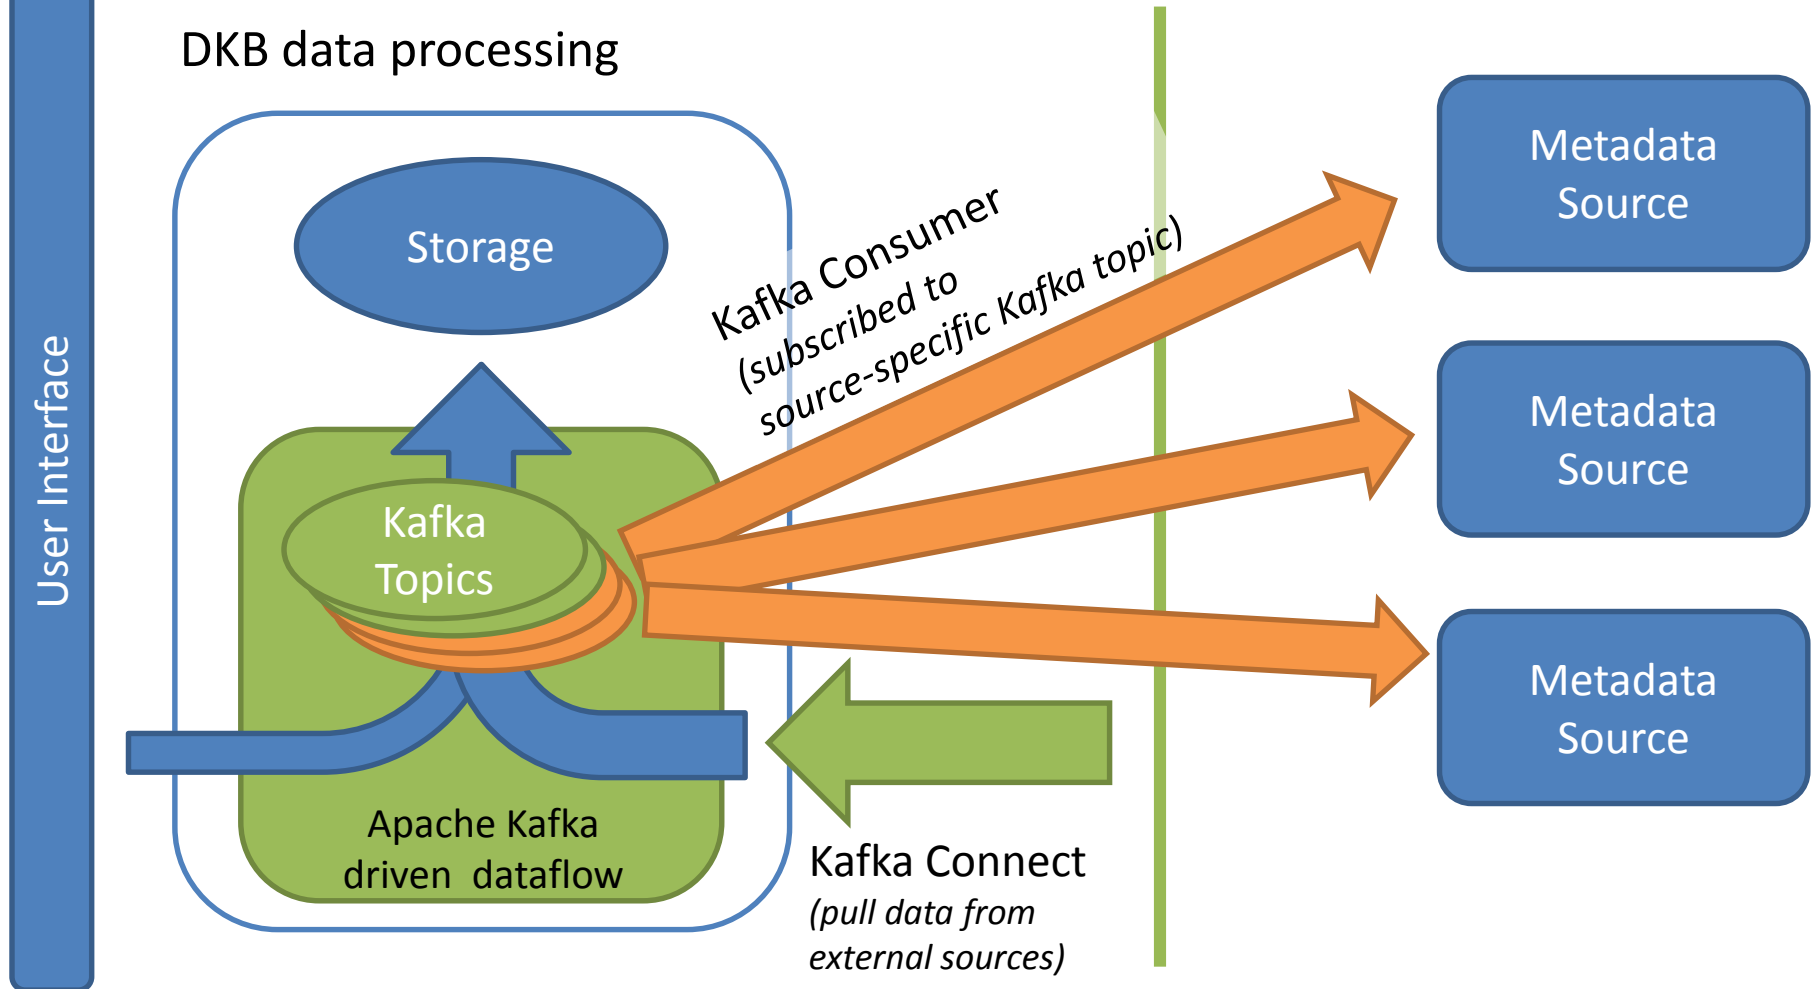 DKB data processing
User Interface
Storage
Kafka
Topics
Apache Kafka
driven dataflow
Kafka Consumer
(subscribed to
source-specific Kafka topic)
Kafka Connect
(pull data from
external sources)
Metadata
Source
Metadata
Source
Metadata
Source